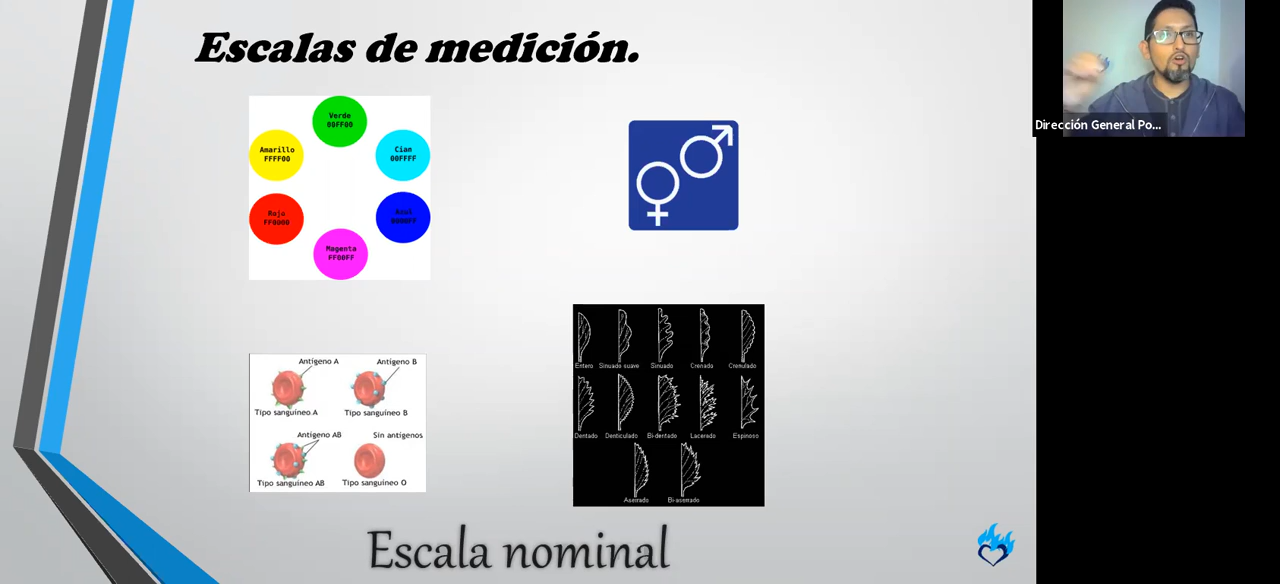 Escalas de medición.
Verde
00FF00
Amarillo
FFFF00
Cian
00FFFF
Rojo
FF0000
Azul
0000FF
Magenta
FF00FF
Antígeno A
Antígeno B
Tipo sanguíneo A
Tipo sanguíneo B
Antígeno AB
Sin antígenos
Tipo sanguíneo AB
Tipo sanguíneo O
Entero
Sinuado suave
Sinuado
Crenado
Crenulado
Dentado
Denticulado
Bi-dentado
Lacerado
Espinoso
Aserrado
Bi-aserrado
Escala nominal
Dirección General Po...